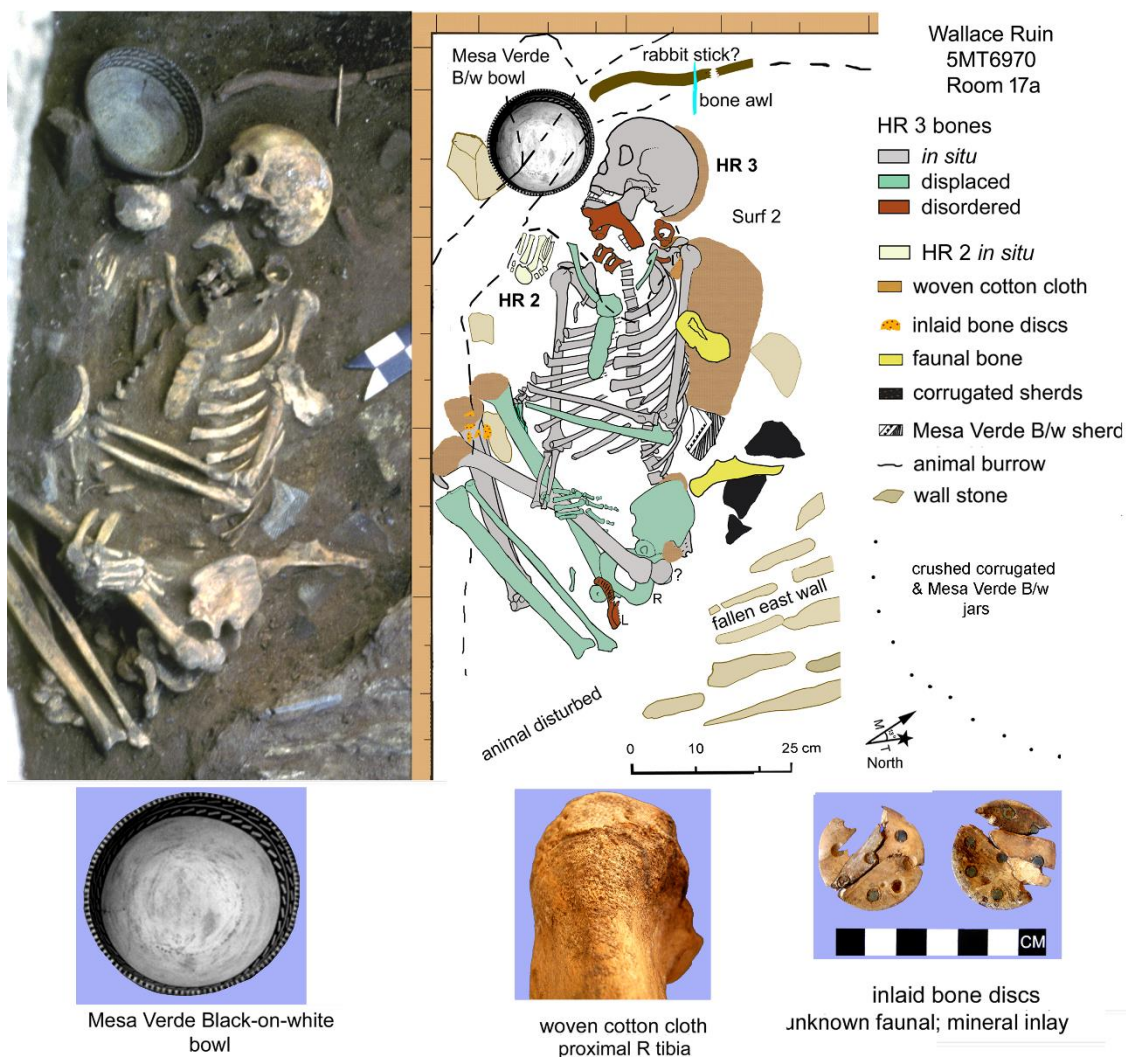 Mesa Verde
B/w bowl
rabbit stick?
bone awl
HR 3
Surf 2
HR 2
?
R
L
fallen east wall
animal disturbed
0 10 25 cm
Wallace Ruin
5MT6970
Room 17a
HR 3 bones
in situ
displaced
disordered
HR 2 in situ
woven cotton cloth
inlaid bone discs
faunal bone
corrugated sherds
Mesa Verde B/w sherd
animal burrow
wall stone
crushed corrugated
& Mesa Verde B/w
jars
M
T
North
Mesa Verde Black-on-white
bowl
woven cotton cloth
proximal R tibia
CM
inlaid bone discs
unknown faunal; mineral inlay